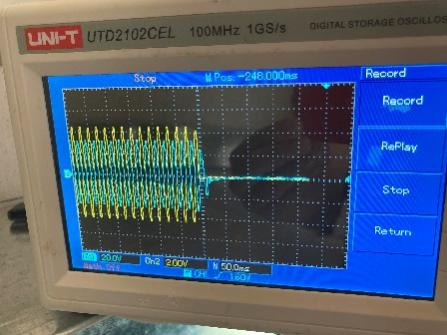 UNI-T UTD2102CEL 100MHz 1GS/s DIGITAL STORAGE OSCILLOS
Stop M Pos: -248.000ms
Record
Record
RePlay
Stop
Return
20.0V 2.00V M 50.0ms